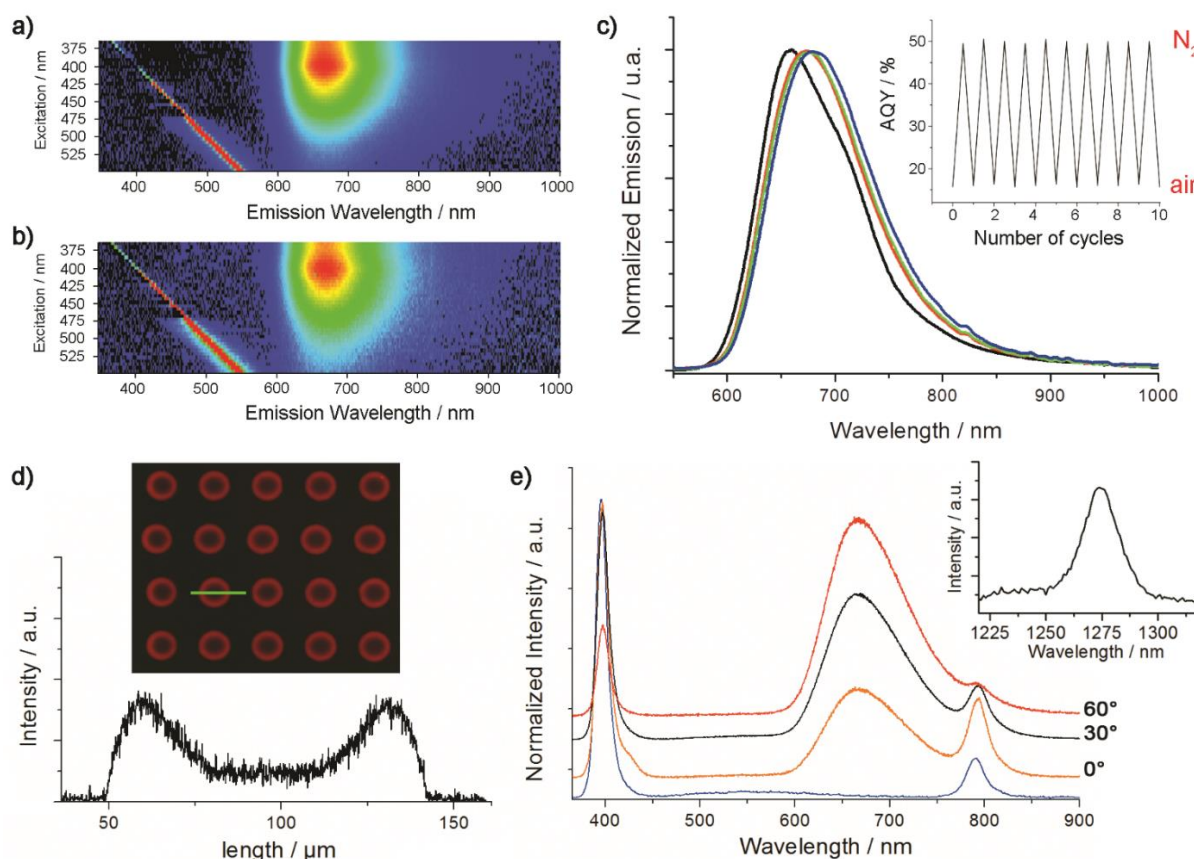 a)
Excitation / nm
375
400
425
450
475
500
525
400 500 600 700 800 900 1000
Emission Wavelength / nm
b)
Excitation / nm
375
400
425
450
475
500
525
400 500 600 700 800 900 1000
Emission Wavelength / nm
c)
Normalized Emission / u.a.
600 700 800 900 1000
Wavelength / nm
AQY / %
50
40
30
20
0 2 4 6 8 10
Number of cycles
N₂
air
d)
Intensity / a.u.
50 100 150
length / µm
e)
Normalized Intensity / a.u.
60°
30°
0°
400 500 600 700 800 900
Wavelength / nm
Intensity / a.u.
1225 1250 1275 1300
Wavelength / nm